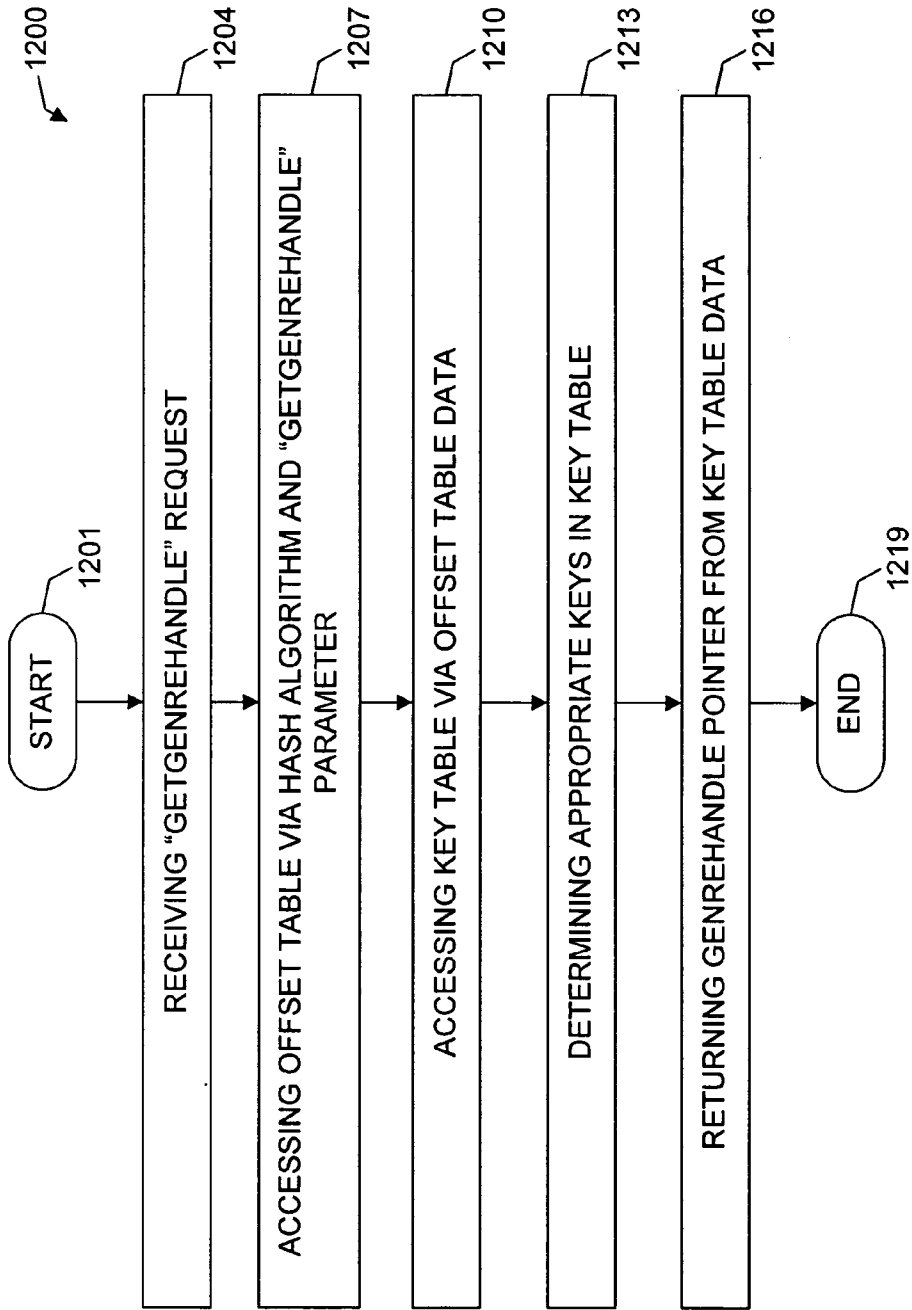 1200
START
1201
RECEIVING “GETGENREHANDLE” REQUEST
1204
ACCESSING OFFSET TABLE VIA HASH ALGORITHM AND “GETGENREHANDLE”
PARAMETER
1207
ACCESSING KEY TABLE VIA OFFSET TABLE DATA
1210
DETERMINING APPROPRIATE KEYS IN KEY TABLE
1213
RETURNING GENREHANDLE POINTER FROM KEY TABLE DATA
1216
END
1219